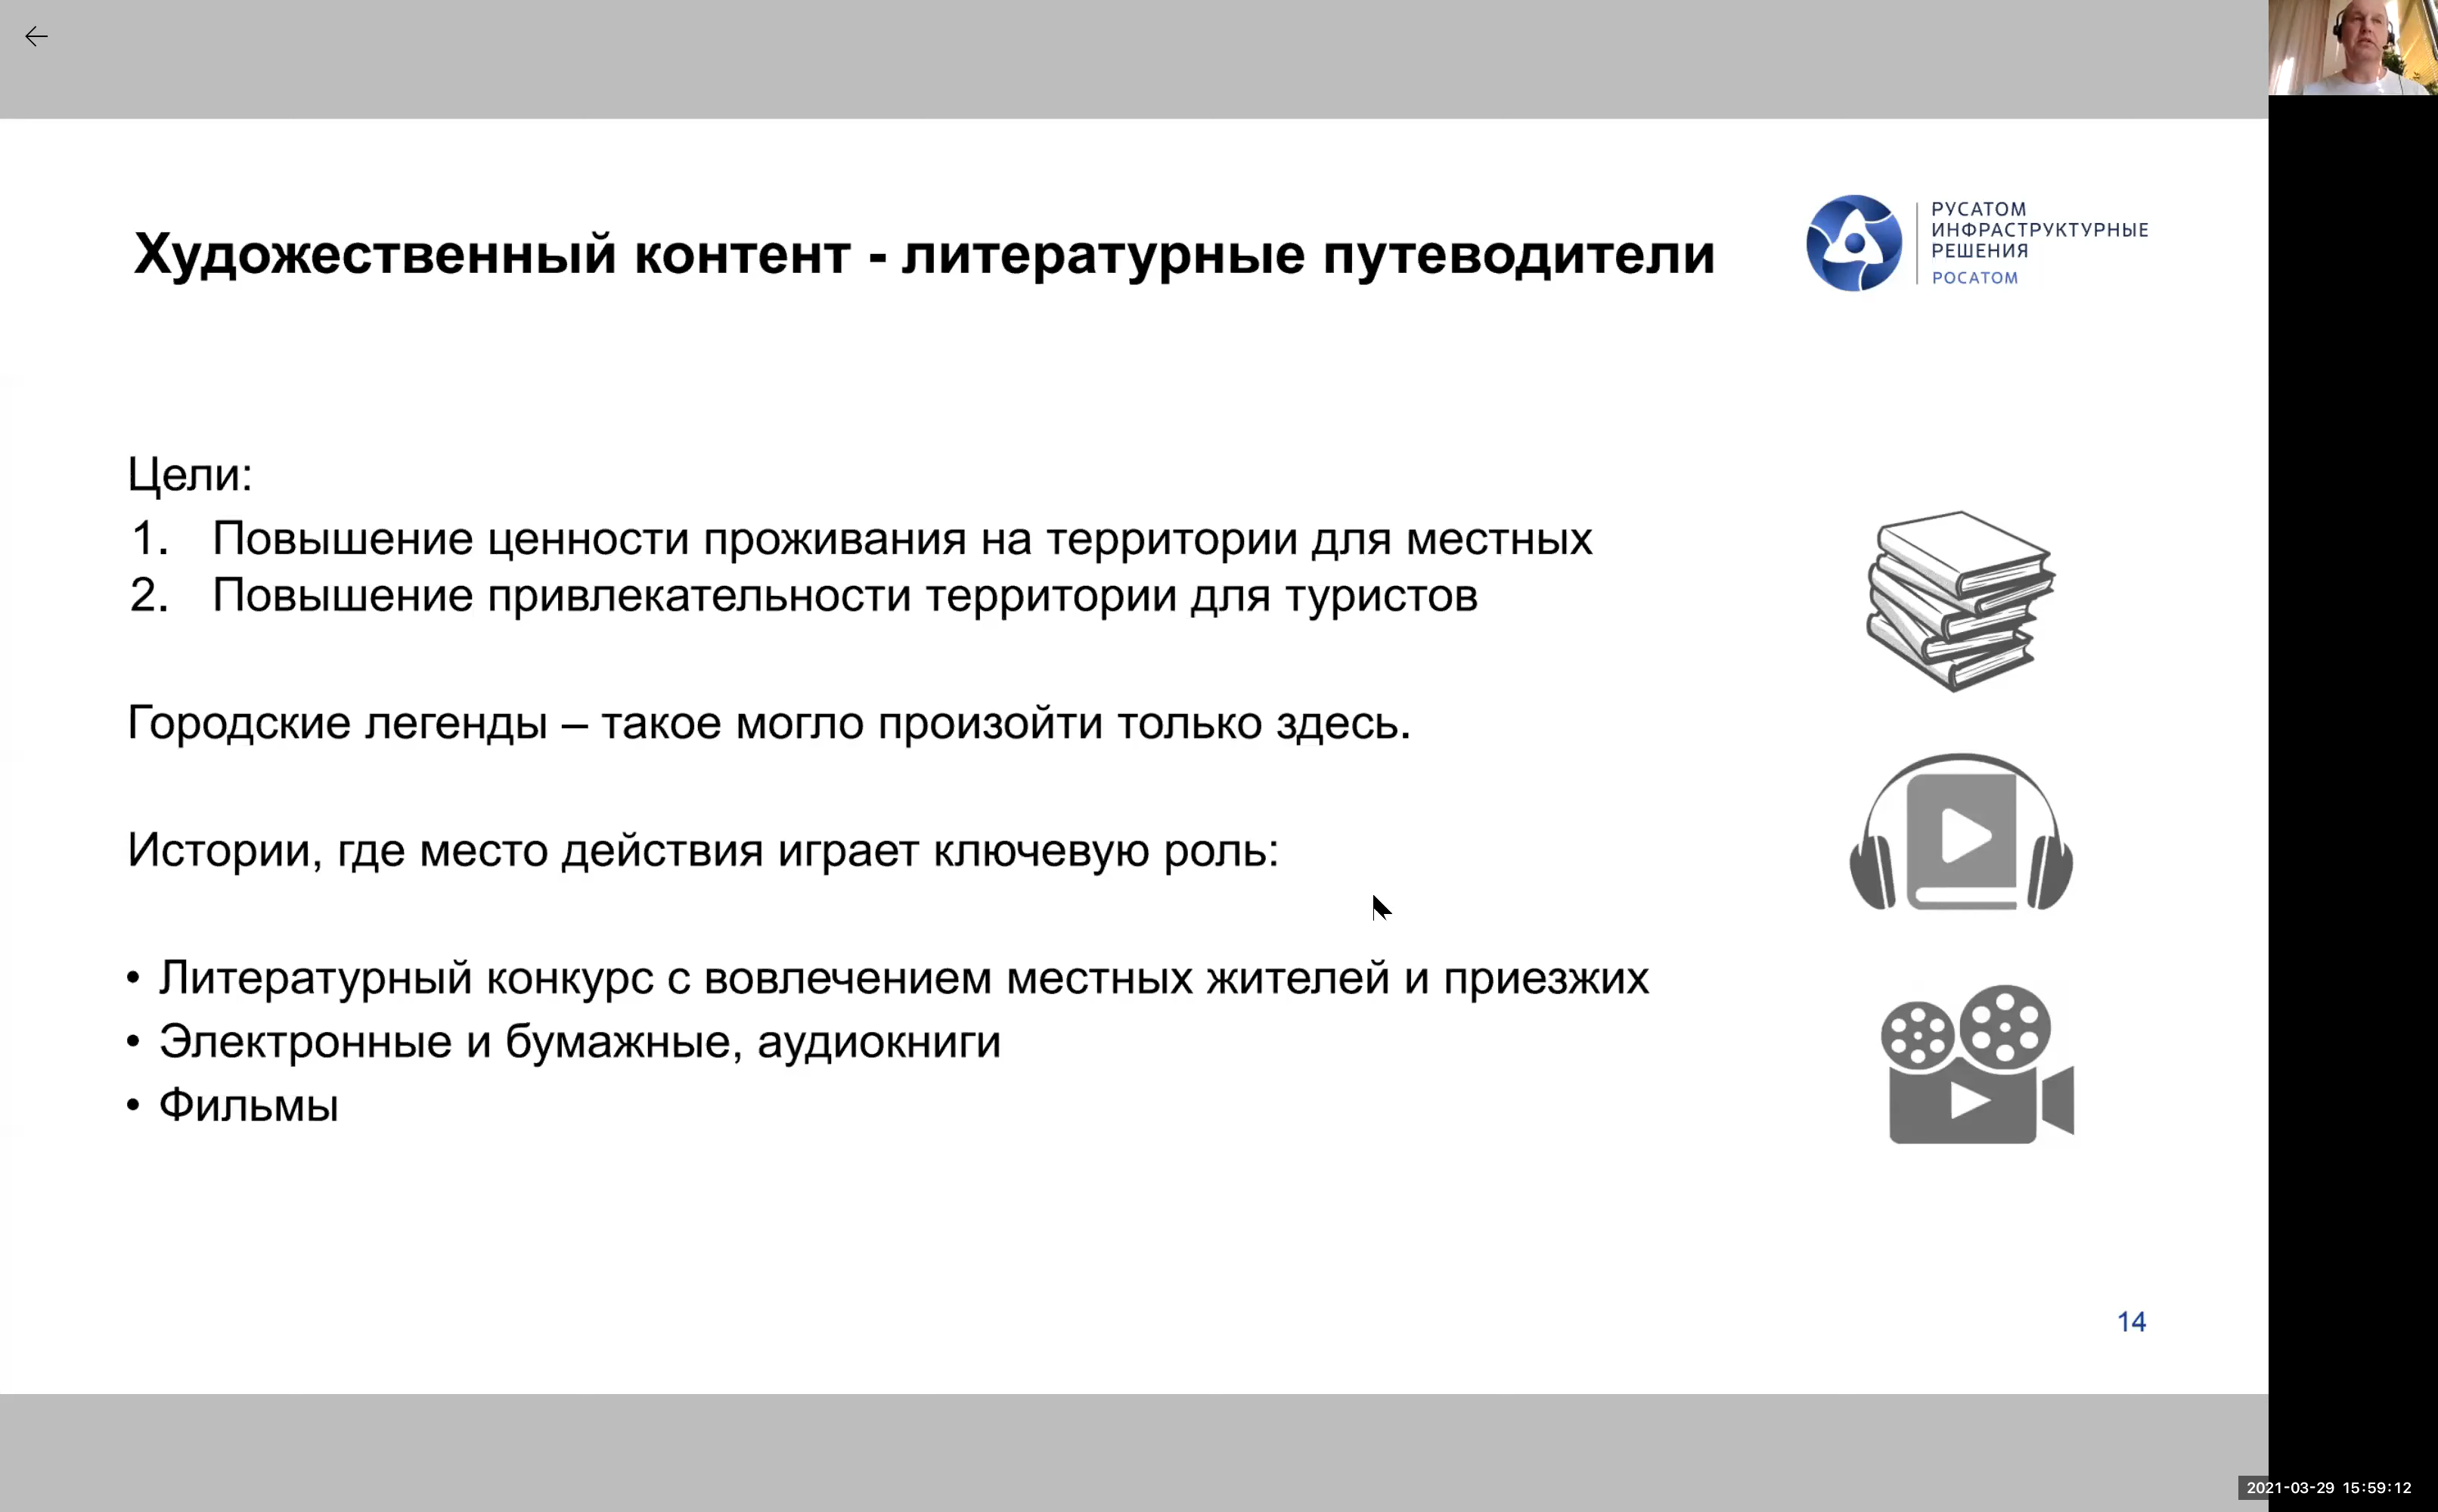 Художественный контент - литературные путеводители
РУСАТОМ
ИНФРАСТРУКТУРНЫЕ
РЕШЕНИЯ
РОСАТОМ
Цели:
1. Повышение ценности проживания на территории для местных
2. Повышение привлекательности территории для туристов
Городские легенды – такое могло произойти только здесь.
Истории, где место действия играет ключевую роль:
• Литературный конкурс с вовлечением местных жителей и приезжих
• Электронные и бумажные, аудиокниги
• Фильмы
14
2021-03-29 15:59:12